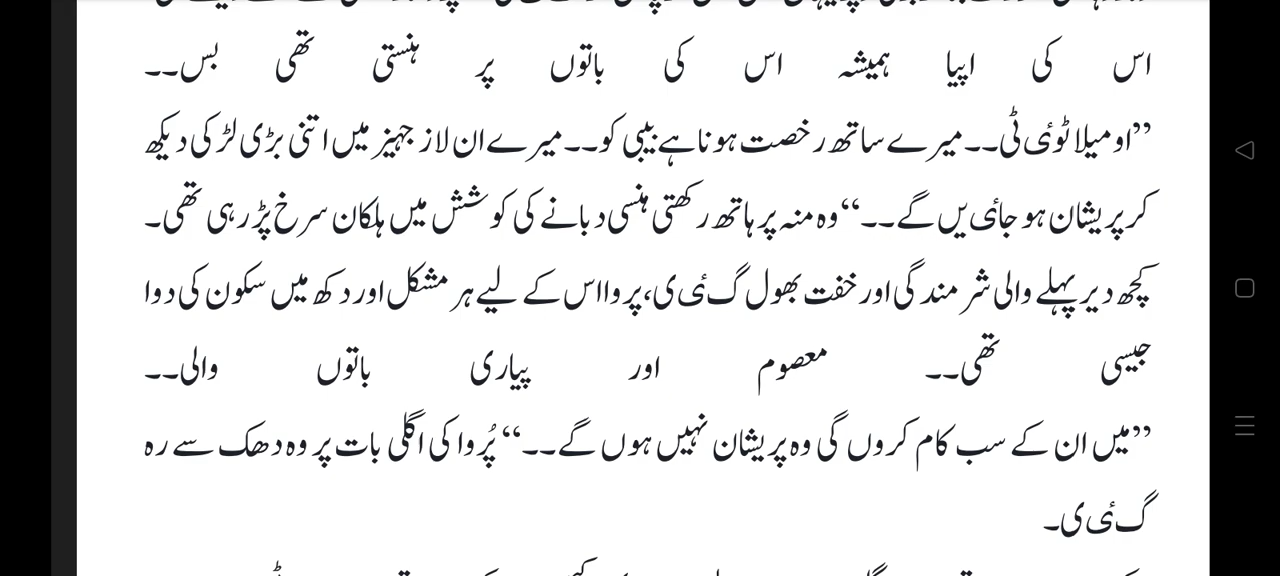 اس کی اپیا ہمیشہ اس کی باتوں پر ہنستی تھی بس۔۔
”او میلا ٹوئی ٹی۔۔ میرے ساتھ رخصت ہونا ہے بیبی کو۔۔ میرے ان لاز جہیز میں اتنی بڑی لڑکی دیکھ
کر پریشان ہو جائی یں گے۔۔“ وہ منہ پر ہاتھ رکھتی ہنسی دبانے کی کوشش میں ہلکان سرخ پڑ رہی تھی۔
کچھ دیر پہلے والی شرمندگی اور خفت بھول گئی ی، پروا اس کے لیے ہر مشکل اور دکھ میں سکون کی دوا
جیسی تھی۔۔ معصوم اور پیاری باتوں والی۔۔
”میں ان کے سب کام کروں گی وہ پریشان نہیں ہوں گے۔۔“ پُروا کی اگلی بات پر وہ دھک سے رہ
گئی ی۔